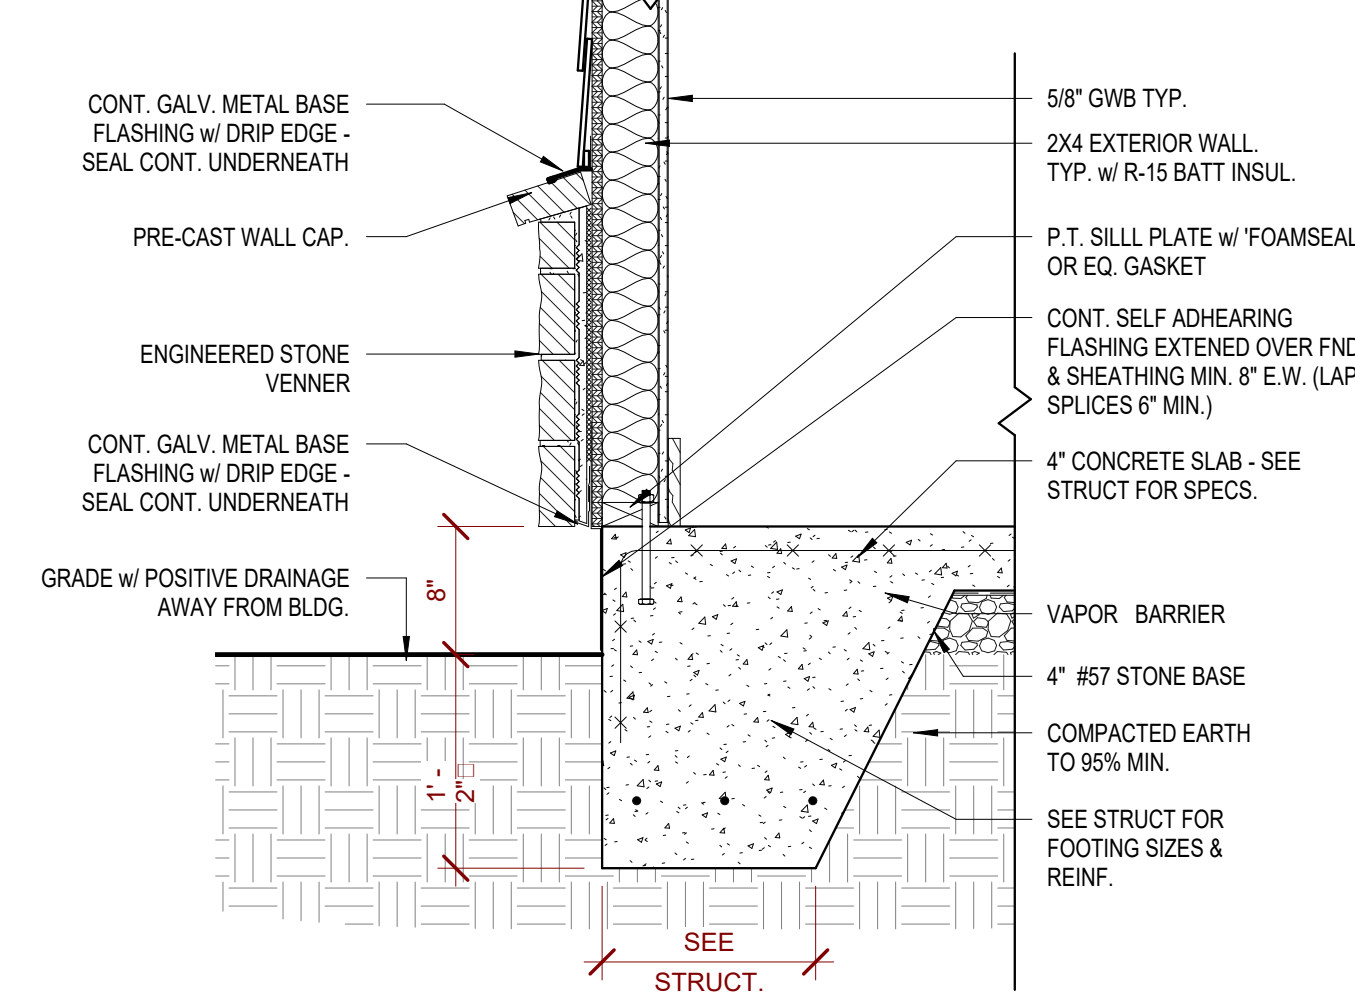 CONT. GALV. METAL BASE
FLASHING w/ DRIP EDGE -
SEAL CONT. UNDERNEATH
PRE-CAST WALL CAP.
ENGINEERED STONE
VENNER
CONT. GALV. METAL BASE
FLASHING w/ DRIP EDGE -
SEAL CONT. UNDERNEATH
GRADE w/ POSITIVE DRAINAGE
AWAY FROM BLDG.
8"
1' -
2"
SEE
STRUCT.
5/8" GWB TYP.
2X4 EXTERIOR WALL.
TYP. w/ R-15 BATT INSUL.
P.T. SILLL PLATE w/ 'FOAMSEAL
OR EQ. GASKET
CONT. SELF ADHEARING
FLASHING EXTENED OVER FND
& SHEATHING MIN. 8" E.W. (LAP
SPLICES 6" MIN.)
4" CONCRETE SLAB - SEE
STRUCT FOR SPECS.
VAPOR BARRIER
4" #57 STONE BASE
COMPACTED EARTH
TO 95% MIN.
SEE STRUCT FOR
FOOTING SIZES &
REINF.